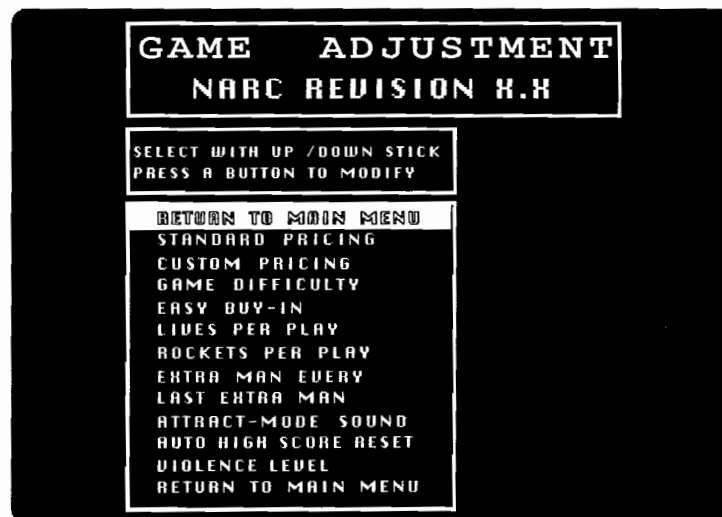 GAME ADJUSTMENT
NARC REVISION X.X
SELECT WITH UP /DOWN STICK
PRESS A BUTTON TO MODIFY
RETURN TO MAIN MENU
STANDARD PRICING
CUSTOM PRICING
GAME DIFFICULTY
EASY BUY-IN
LIVES PER PLAY
ROCKETS PER PLAY
EXTRA MAN EVERY
LAST EXTRA MAN
ATTRACT-MODE SOUND
AUTO HIGH SCORE RESET
VIOLENCE LEVEL
RETURN TO MAIN MENU